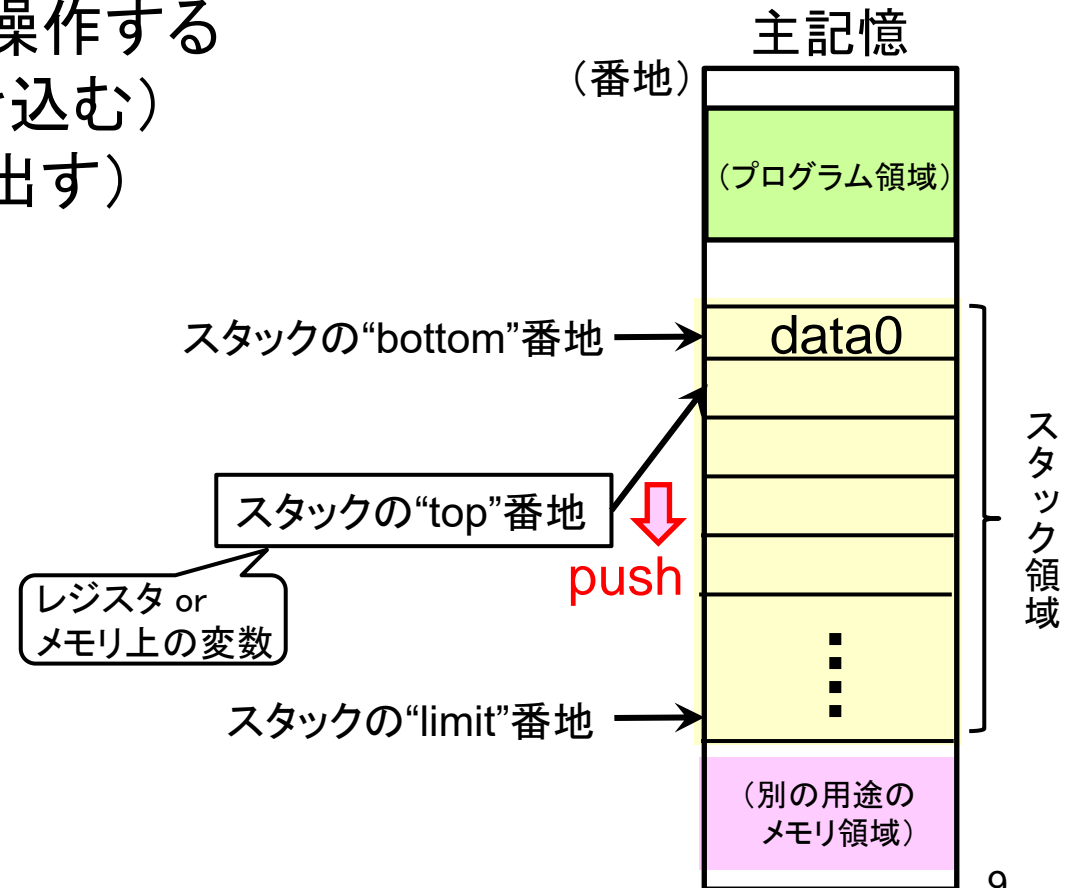 操作する
込む）
出す）
主記憶
（番地）
（プログラム領域）
スタックの“bottom”番地
data0
スタックの“top”番地
push
レジスタ or
メモリ上の変数
スタック領域
スタックの“limit”番地
（別の用途の
メモリ領域）
9